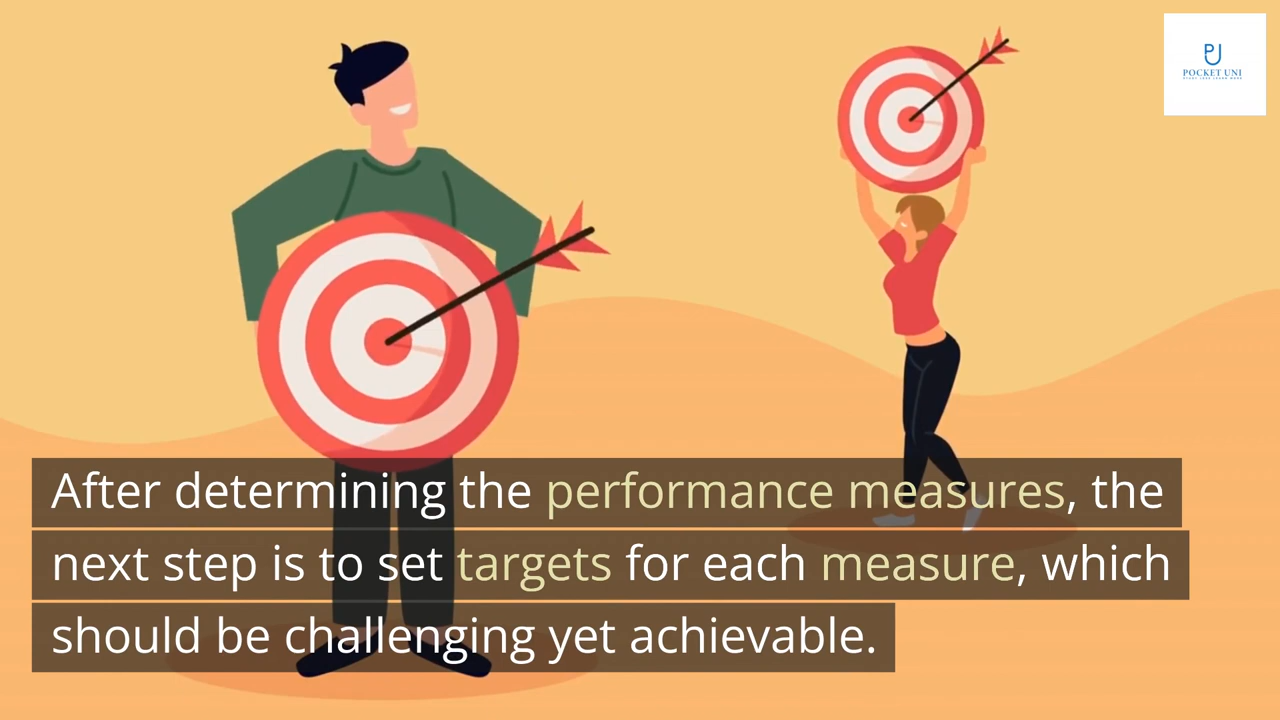 POCKET UNI
After determining the performance measures, the
next step is to set targets for each measure, which
should be challenging yet achievable.